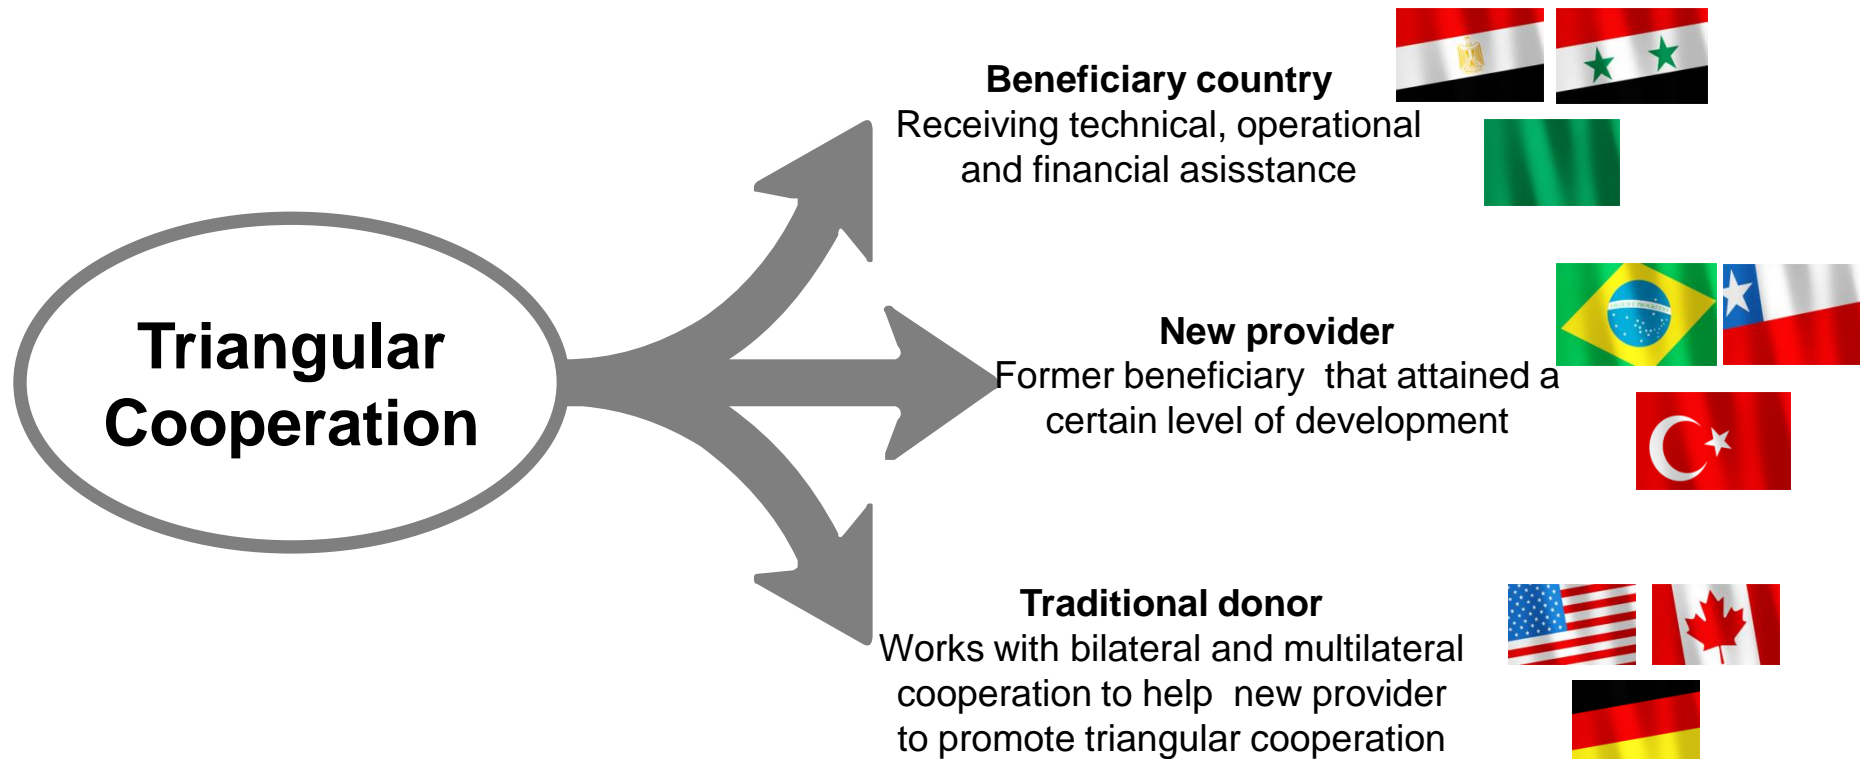 Triangular
Cooperation
Beneficiary country
Receiving technical, operational
and financial asisstance
New provider
Former beneficiary  that attained a
certain level of development
Traditional donor
Works with bilateral and multilateral
cooperation to help  new provider
to promote triangular cooperation